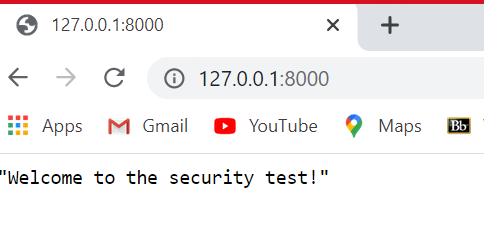 127.0.0.1:8000
127.0.0.1:8000
Apps Gmail YouTube Maps Bb
"Welcome to the security test!"